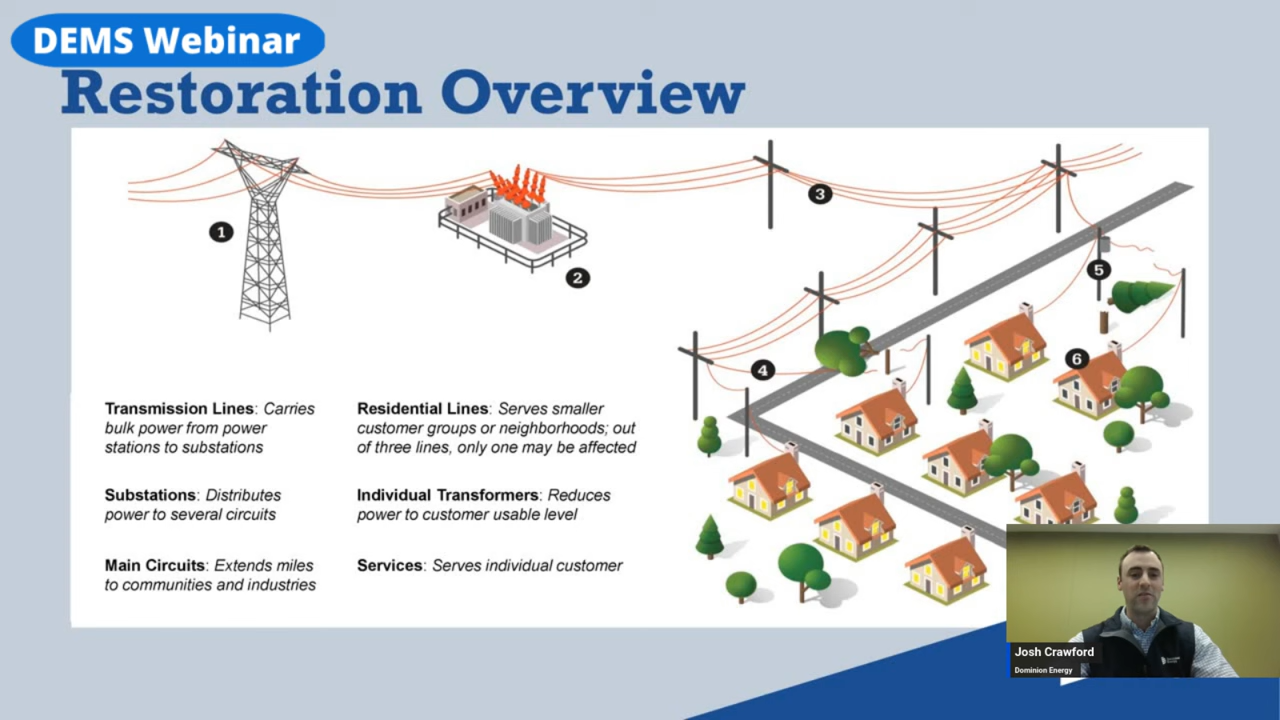 DEMS Webinar
Restoration Overview
1
2
3
4
5
6
Transmission Lines: Carries
bulk power from power
stations to substations
Substations: Distributes
power to several circuits
Main Circuits: Extends miles
to communities and industries
Residential Lines: Serves smaller
customer groups or neighborhoods; out
of three lines, only one may be affected
Individual Transformers: Reduces
power to customer usable level
Services: Serves individual customer
Josh Crawford
Dominion Energy